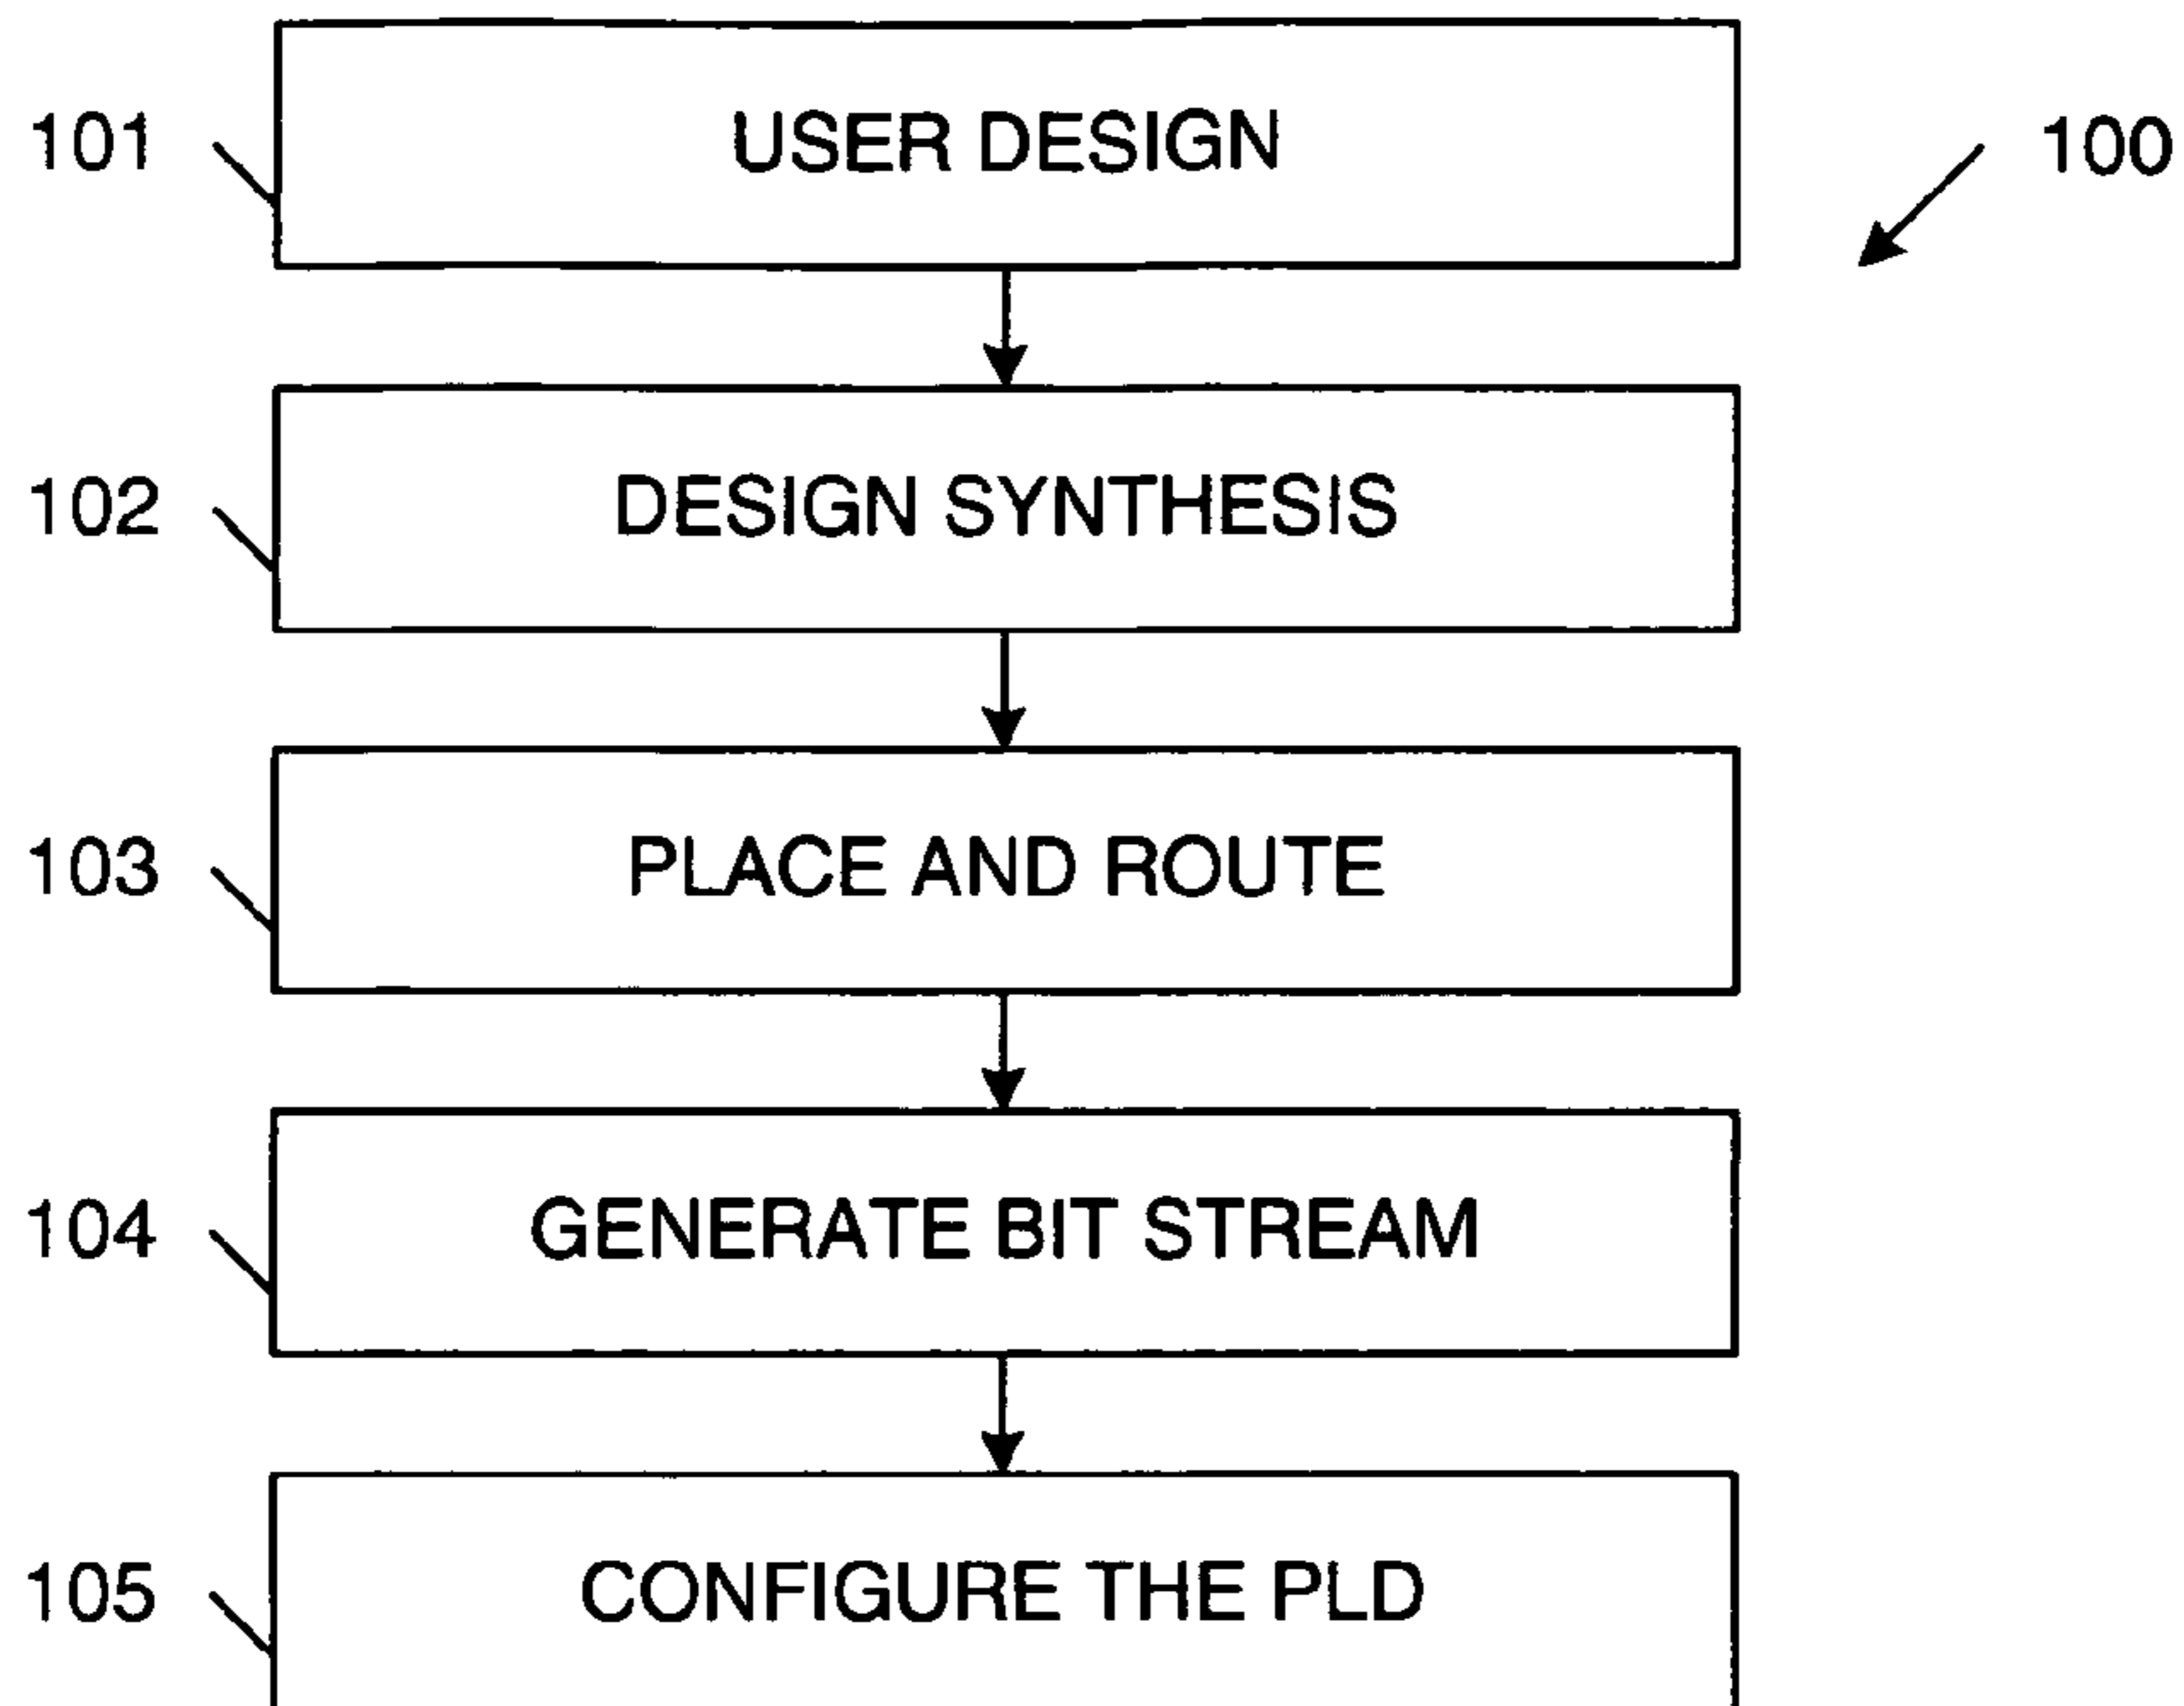 101 USER DESIGN 100
102 DESIGN SYNTHESIS
103 PLACE AND ROUTE
104 GENERATE BIT STREAM
105 CONFIGURE THE PLD